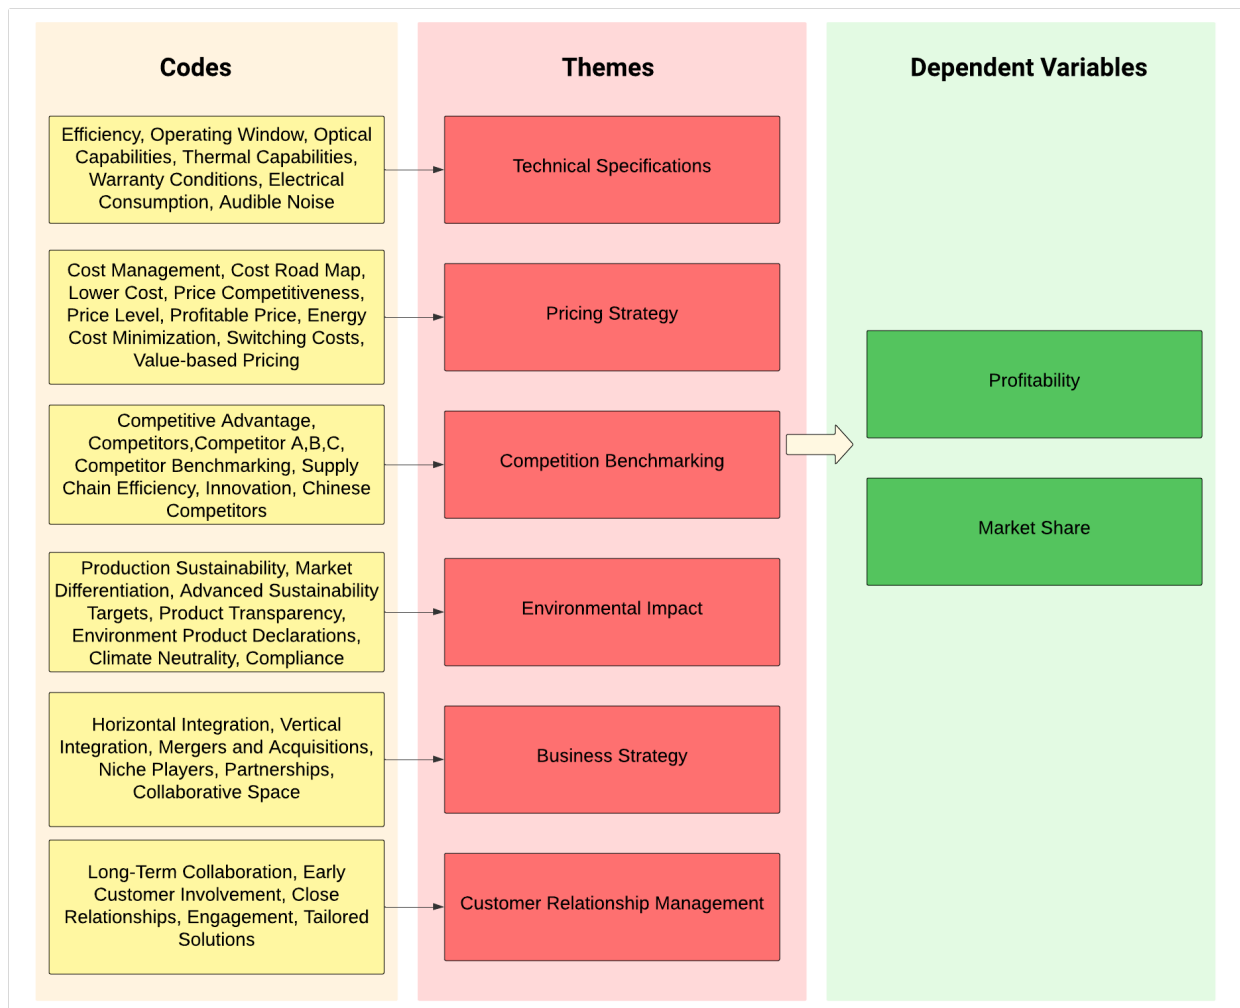 Codes
Themes
Dependent Variables
Efficiency, Operating Window, Optical
Capabilities, Thermal Capabilities,
Warranty Conditions, Electrical
Consumption, Audible Noise
Technical Specifications
Cost Management, Cost Road Map,
Lower Cost, Price Competitiveness,
Price Level, Profitable Price, Energy
Cost Minimization, Switching Costs,
Value-based Pricing
Pricing Strategy
Competitive Advantage,
Competitors,Competitor A,B,C,
Competitor Benchmarking, Supply
Chain Efficiency, Innovation, Chinese
Competitors
Competition Benchmarking
Production Sustainability, Market
Differentiation, Advanced Sustainability
Targets, Product Transparency,
Environment Product Declarations,
Climate Neutrality, Compliance
Environmental Impact
Horizontal Integration, Vertical
Integration, Mergers and Acquisitions,
Niche Players, Partnerships,
Collaborative Space
Business Strategy
Long-Term Collaboration, Early
Customer Involvement, Close
Relationships, Engagement, Tailored
Solutions
Customer Relationship Management
Profitability
Market Share